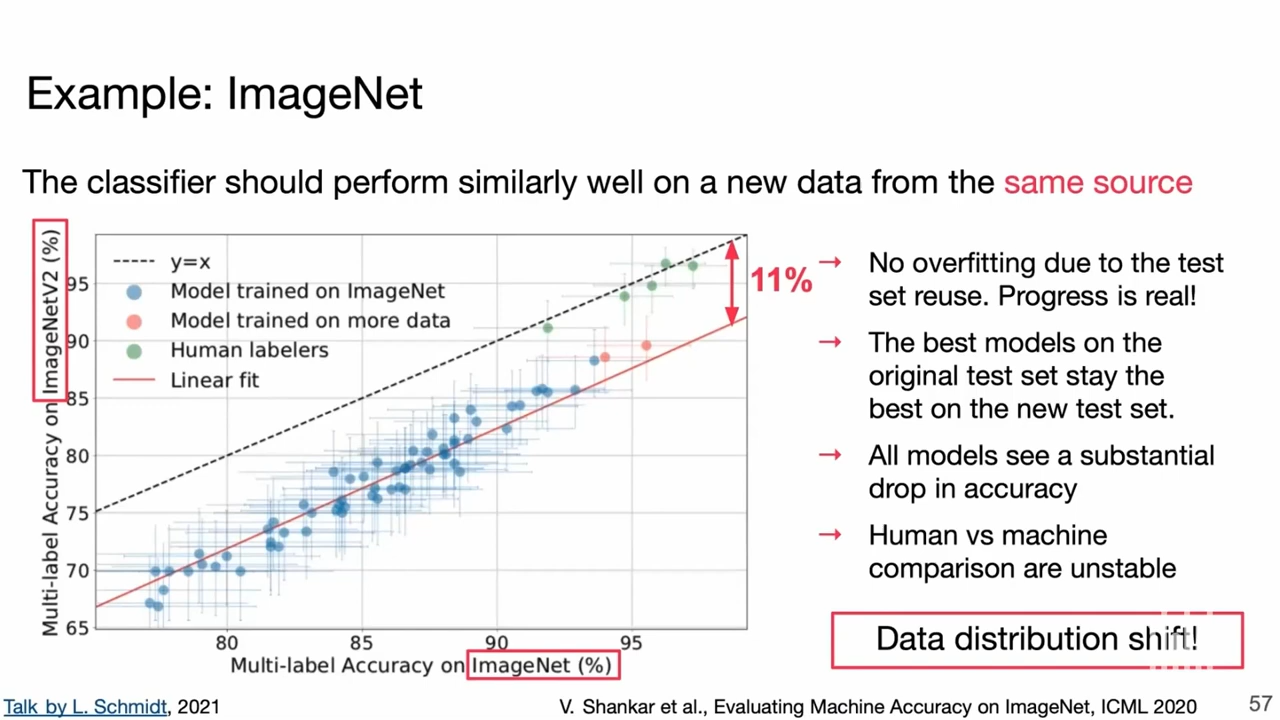 Example: ImageNet
The classifier should perform similarly well on a new data from the same source
Multi-label Accuracy on ImageNetV2 (%)
95
90
85
80
75
70
65
y=x
Model trained on ImageNet
Model trained on more data
Human labelers
Linear fit
11%
80
85
90
95
Multi-label Accuracy on ImageNet (%)
→ No overfitting due to the test
set reuse. Progress is real!
→ The best models on the
original test set stay the
best on the new test set.
→ All models see a substantial
drop in accuracy
→ Human vs machine
comparison are unstable
Data distribution shift!
Talk by L. Schmidt, 2021
V. Shankar et al., Evaluating Machine Accuracy on ImageNet, ICML 2020
57